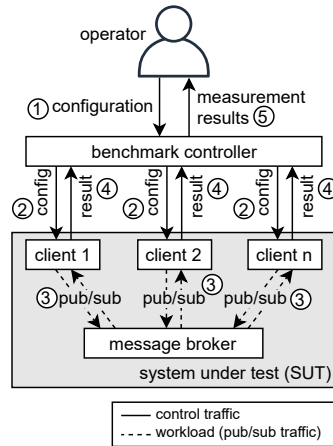 operator
① configuration
measurement
results ⑤
benchmark controller
② config
result ④
② config
result ④
② config
result ④
client 1
client 2
client n
③ pub/sub
pub/sub ③
pub/sub ③
message broker
system under test (SUT)
control traffic
workload (pub/sub traffic)